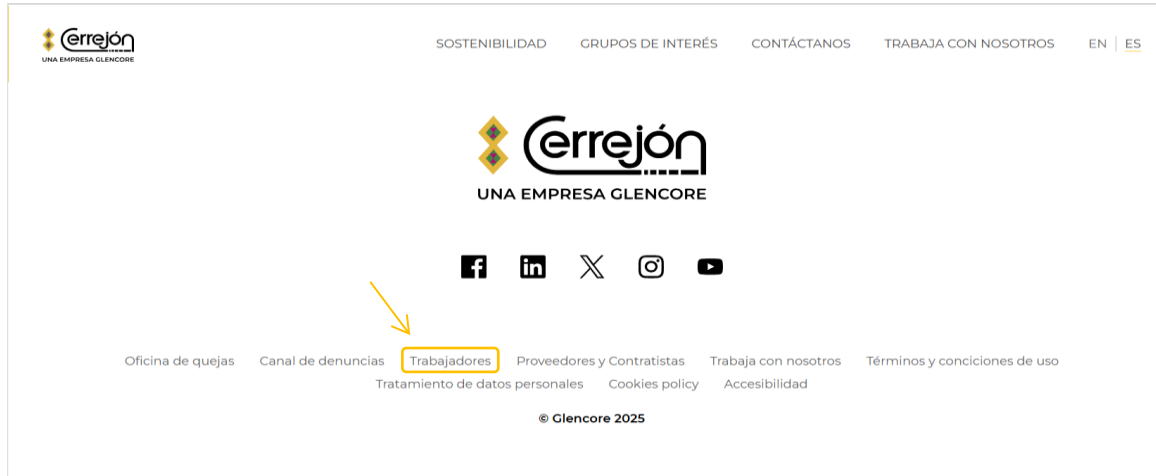 Cerrejón
UNA EMPRESA GLENCORE
SOSTENIBILIDAD GRUPOS DE INTERÉS CONTÁCTANOS TRABAJA CON NOSOTROS EN | ES
Cerrejón
UNA EMPRESA GLENCORE
Oficina de quejas Canal de denuncias Trabajadores Proveedores y Contratistas Trabaja con nosotros Términos y conciciones de uso
Tratamiento de datos personales Cookies policy Accesibilidad
© Glencore 2025